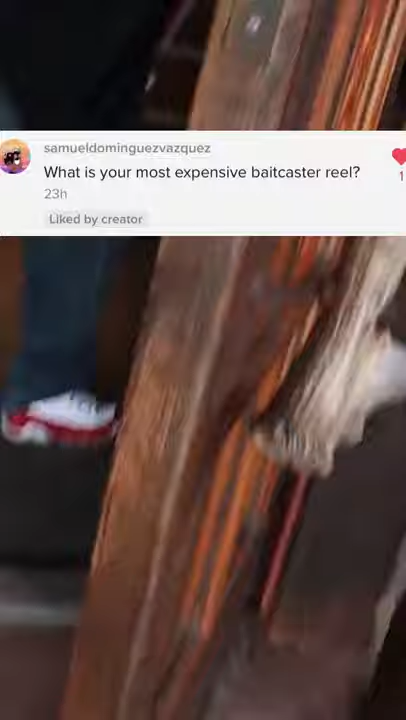 samueldominguezvazquez
What is your most expensive baitcaster reel?
23h
Liked by creator
1